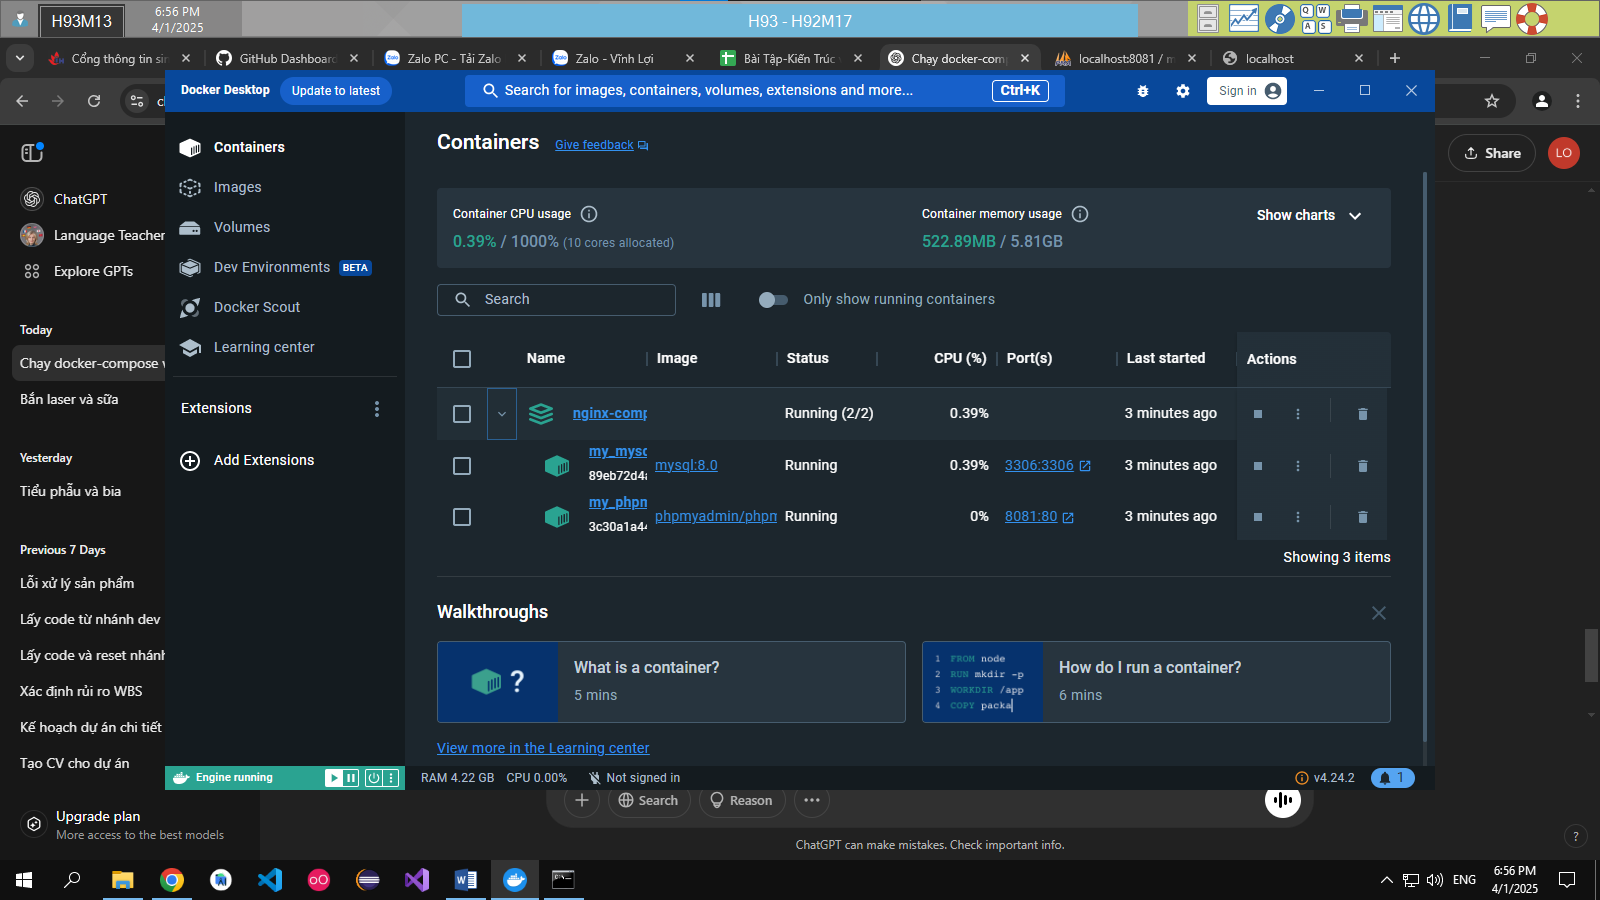 H93M13
6:56 PM
4/1/2025
H93 - H92M17
Q W
A S
Cổng thông tin sin
GitHub Dashboard
Zalo PC - Tải Zalo
Zalo - Vĩnh Lợi
Bài Tập-Kiến Trúc
Chạy docker-comp
localhost:8081 / m
localhost
Docker Desktop
Update to latest
Search for images, containers, volumes, extensions and more...
Ctrl+K
Sign in
Share
LO
ChatGPT
Language Teacher
Explore GPTs
Today
Chạy docker-compose v
Bắn laser và sữa
Yesterday
Tiểu phẫu và bia
Previous 7 Days
Lỗi xử lý sản phẩm
Lấy code từ nhánh dev
Lấy code và reset nhánh
Xác định rủi ro WBS
Kế hoạch dự án chi tiết
Tạo CV cho dự án
Upgrade plan
More access to the best models
Containers
Images
Volumes
Dev Environments BETA
Docker Scout
Learning center
Extensions
Add Extensions
Containers
Give feedback
Container CPU usage
0.39% / 1000% (10 cores allocated)
Container memory usage
522.89MB / 5.81GB
Show charts
Search
Only show running containers
Name Image Status CPU (%) Port(s) Last started Actions
nginx-comp Running (2/2) 0.39% 3 minutes ago
my_mysq
89eb72d4a
mysql:8.0 Running 0.39% 3306:3306 3 minutes ago
my_phpm
3c30a1a44
phpmyadmin/phpm Running 0% 8081:80 3 minutes ago
Showing 3 items
Walkthroughs
?
What is a container?
5 mins
1 FROM node
2 RUN mkdir -p
3 WORKDIR /app
4 COPY packa
How do I run a container?
6 mins
View more in the Learning center
Engine running
RAM 4.22 GB CPU 0.00% Not signed in
v4.24.2
1
Search
Reason
ChatGPT can make mistakes. Check important info.
?
ENG
6:56 PM
4/1/2025